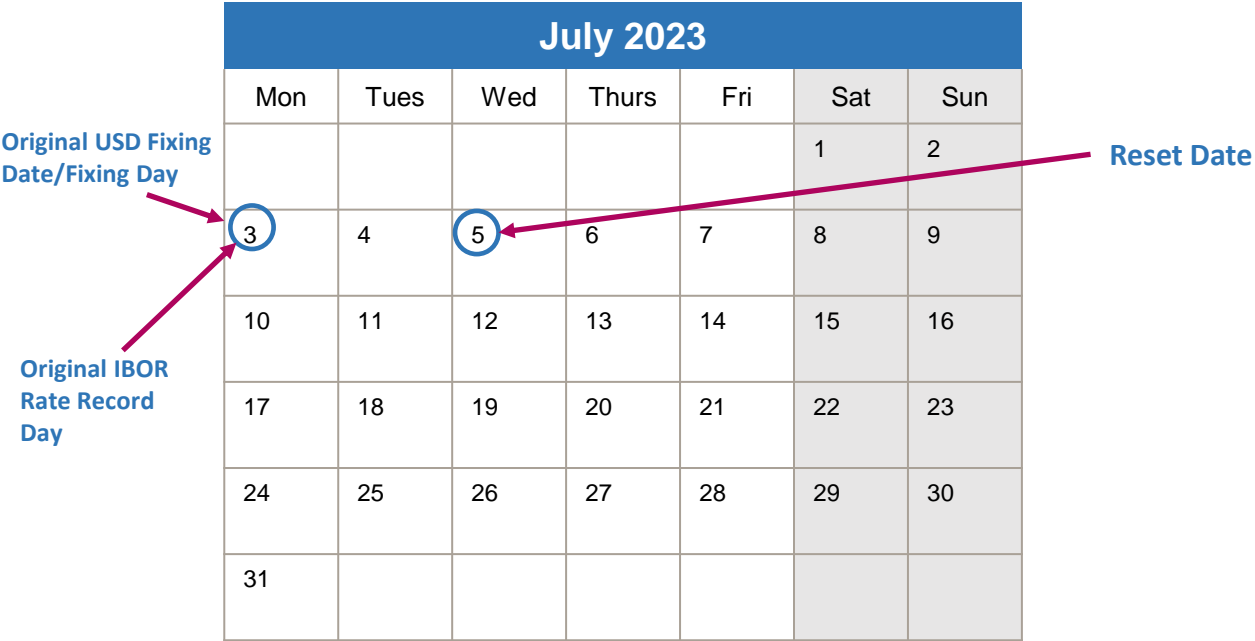 July 2023
Mon Tues Wed Thurs Fri Sat Sun
Original USD Fixing
Date/Fixing Day
1 2
Reset Date
3 4 5 6 7 8 9
10 11 12 13 14 15 16
Original IBOR
Rate Record
Day
17 18 19 20 21 22 23
24 25 26 27 28 29 30
31